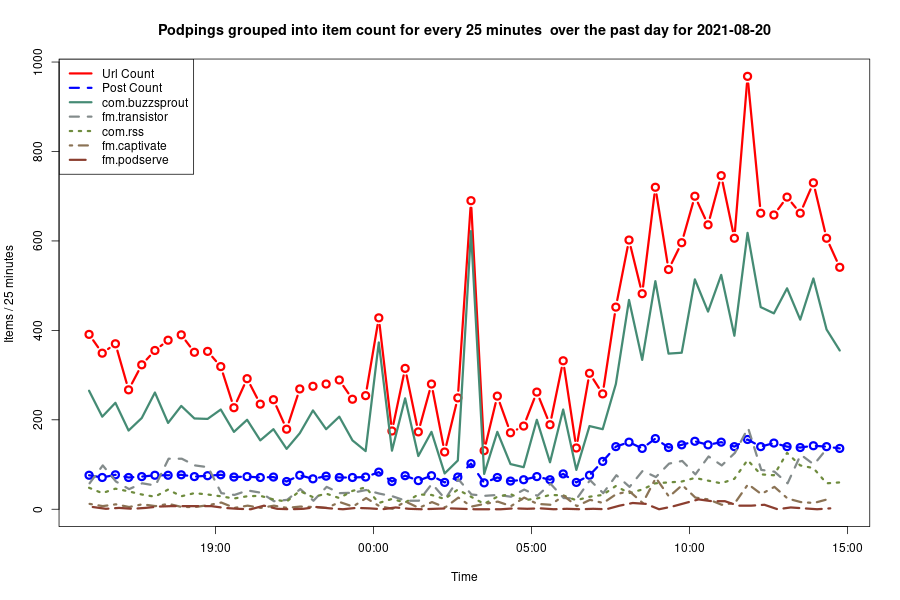 Podpings grouped into item count for every 25 minutes  over the past day for 2021-08-20
Url Count
Post Count
com.buzzsprout
fm.transistor
com.rss
fm.captivate
fm.podserve
Items / 25 minutes
1000
800
600
400
200
0
19:00 00:00 05:00 10:00 15:00
Time